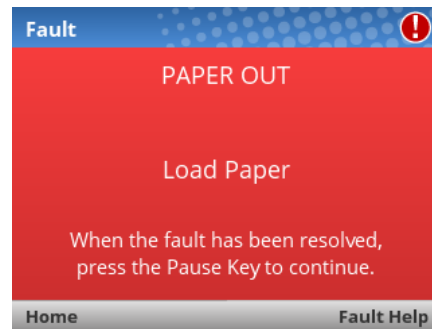 Fault
PAPER OUT
Load Paper
When the fault has been resolved,
press the Pause Key to continue.
Home Fault Help